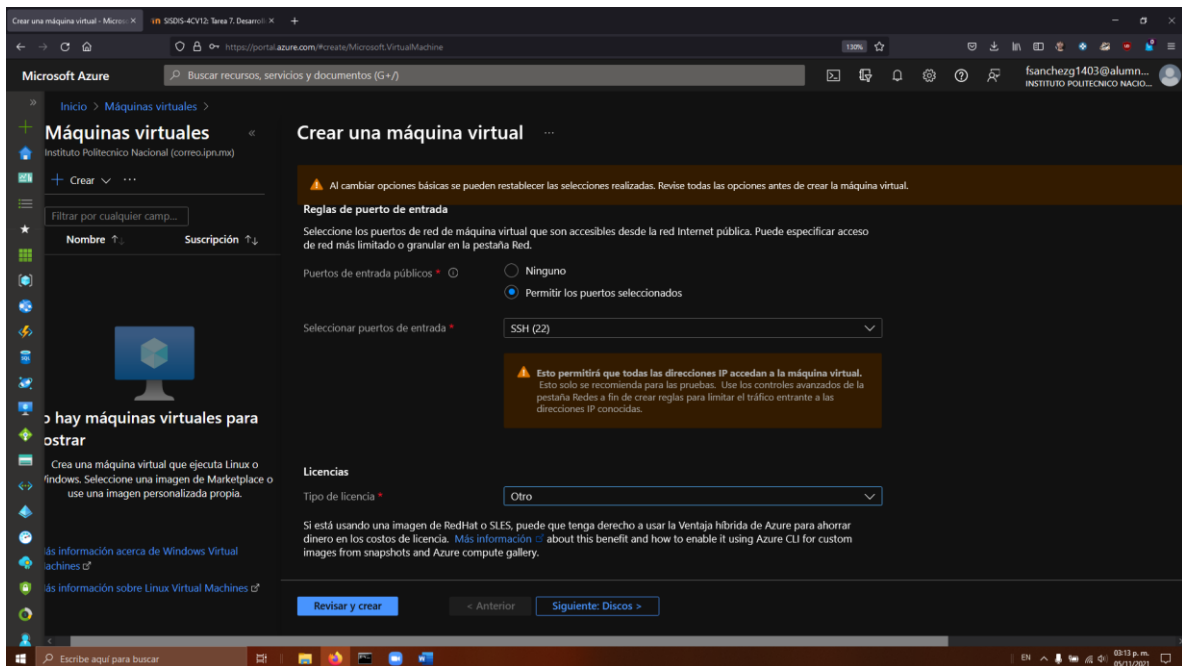 Crear una máquina virtual - Micros
SISDIS-4CV12: Tarea 7. Desarroll
https://portal.azure.com/#create/Microsoft.VirtualMachine
130%
Microsoft Azure
Buscar recursos, servicios y documentos (G+/)
fsanchezg1403@alumn...
INSTITUTO POLITECNICO NACIO...
Inicio > Máquinas virtuales >
Máquinas virtuales
Instituto Politecnico Nacional (correo.ipn.mx)
+ Crear
Filtrar por cualquier camp...
Nombre ↑↓ Suscripción ↑↓
o hay máquinas virtuales para
ostrar
Crea una máquina virtual que ejecuta Linux o
Windows. Seleccione una imagen de Marketplace o
use una imagen personalizada propia.
ás información acerca de Windows Virtual
achines
ás información sobre Linux Virtual Machines
Crear una máquina virtual ...
Al cambiar opciones básicas se pueden restablecer las selecciones realizadas. Revise todas las opciones antes de crear la máquina virtual.
Reglas de puerto de entrada
Seleccione los puertos de red de máquina virtual que son accesibles desde la red Internet pública. Puede especificar acceso
de red más limitado o granular en la pestaña Red.
Puertos de entrada públicos *
Ninguno
Permitir los puertos seleccionados
Seleccionar puertos de entrada *
SSH (22)
Esto permitirá que todas las direcciones IP accedan a la máquina virtual.
Esto solo se recomienda para las pruebas. Use los controles avanzados de la
pestaña Redes a fin de crear reglas para limitar el tráfico entrante a las
direcciones IP conocidas.
Licencias
Tipo de licencia *
Otro
Si está usando una imagen de RedHat o SLES, puede que tenga derecho a usar la Ventaja híbrida de Azure para ahorrar
dinero en los costos de licencia. Más información about this benefit and how to enable it using Azure CLI for custom
images from snapshots and Azure compute gallery.
Revisar y crear
< Anterior
Siguiente: Discos >
Escribe aquí para buscar
EN
03:13 p. m.
05/11/2021